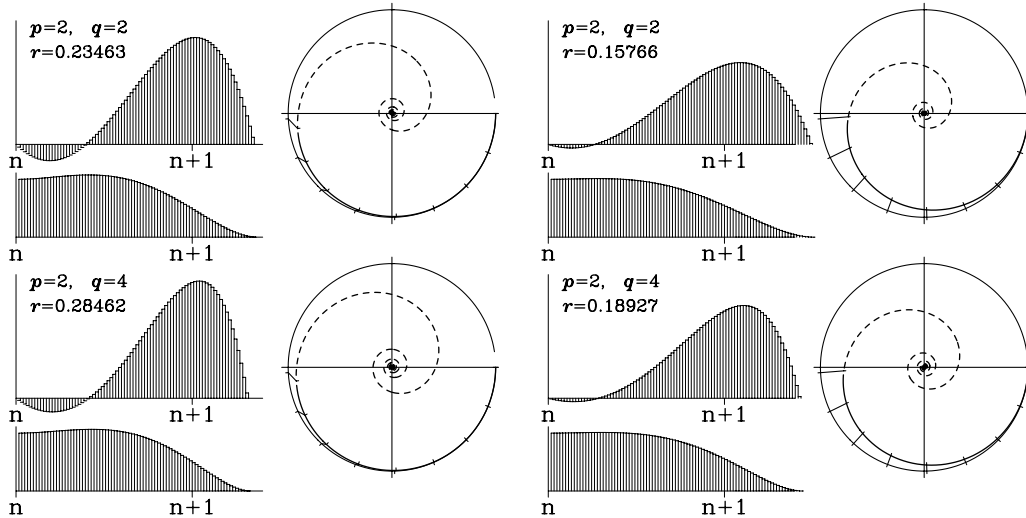 p=2, q=2
r=0.23463
n n+1
n n+1
p=2, q=2
r=0.15766
n n+1
n n+1
p=2, q=4
r=0.28462
n n+1
n n+1
p=2, q=4
r=0.18927
n n+1
n n+1